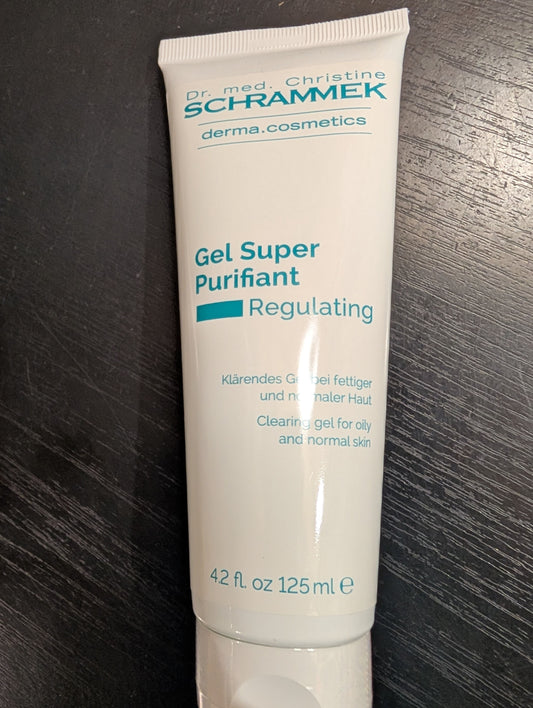 Dr. med. Christine
SCHRAMMEK
derma.cosmetics
Gel Super
Purifiant
Regulating
Klärendes Gel bei fettiger
und normaler Haut
Clearing gel for oily
and normal skin
4.2 fl. oz 125 ml ℮